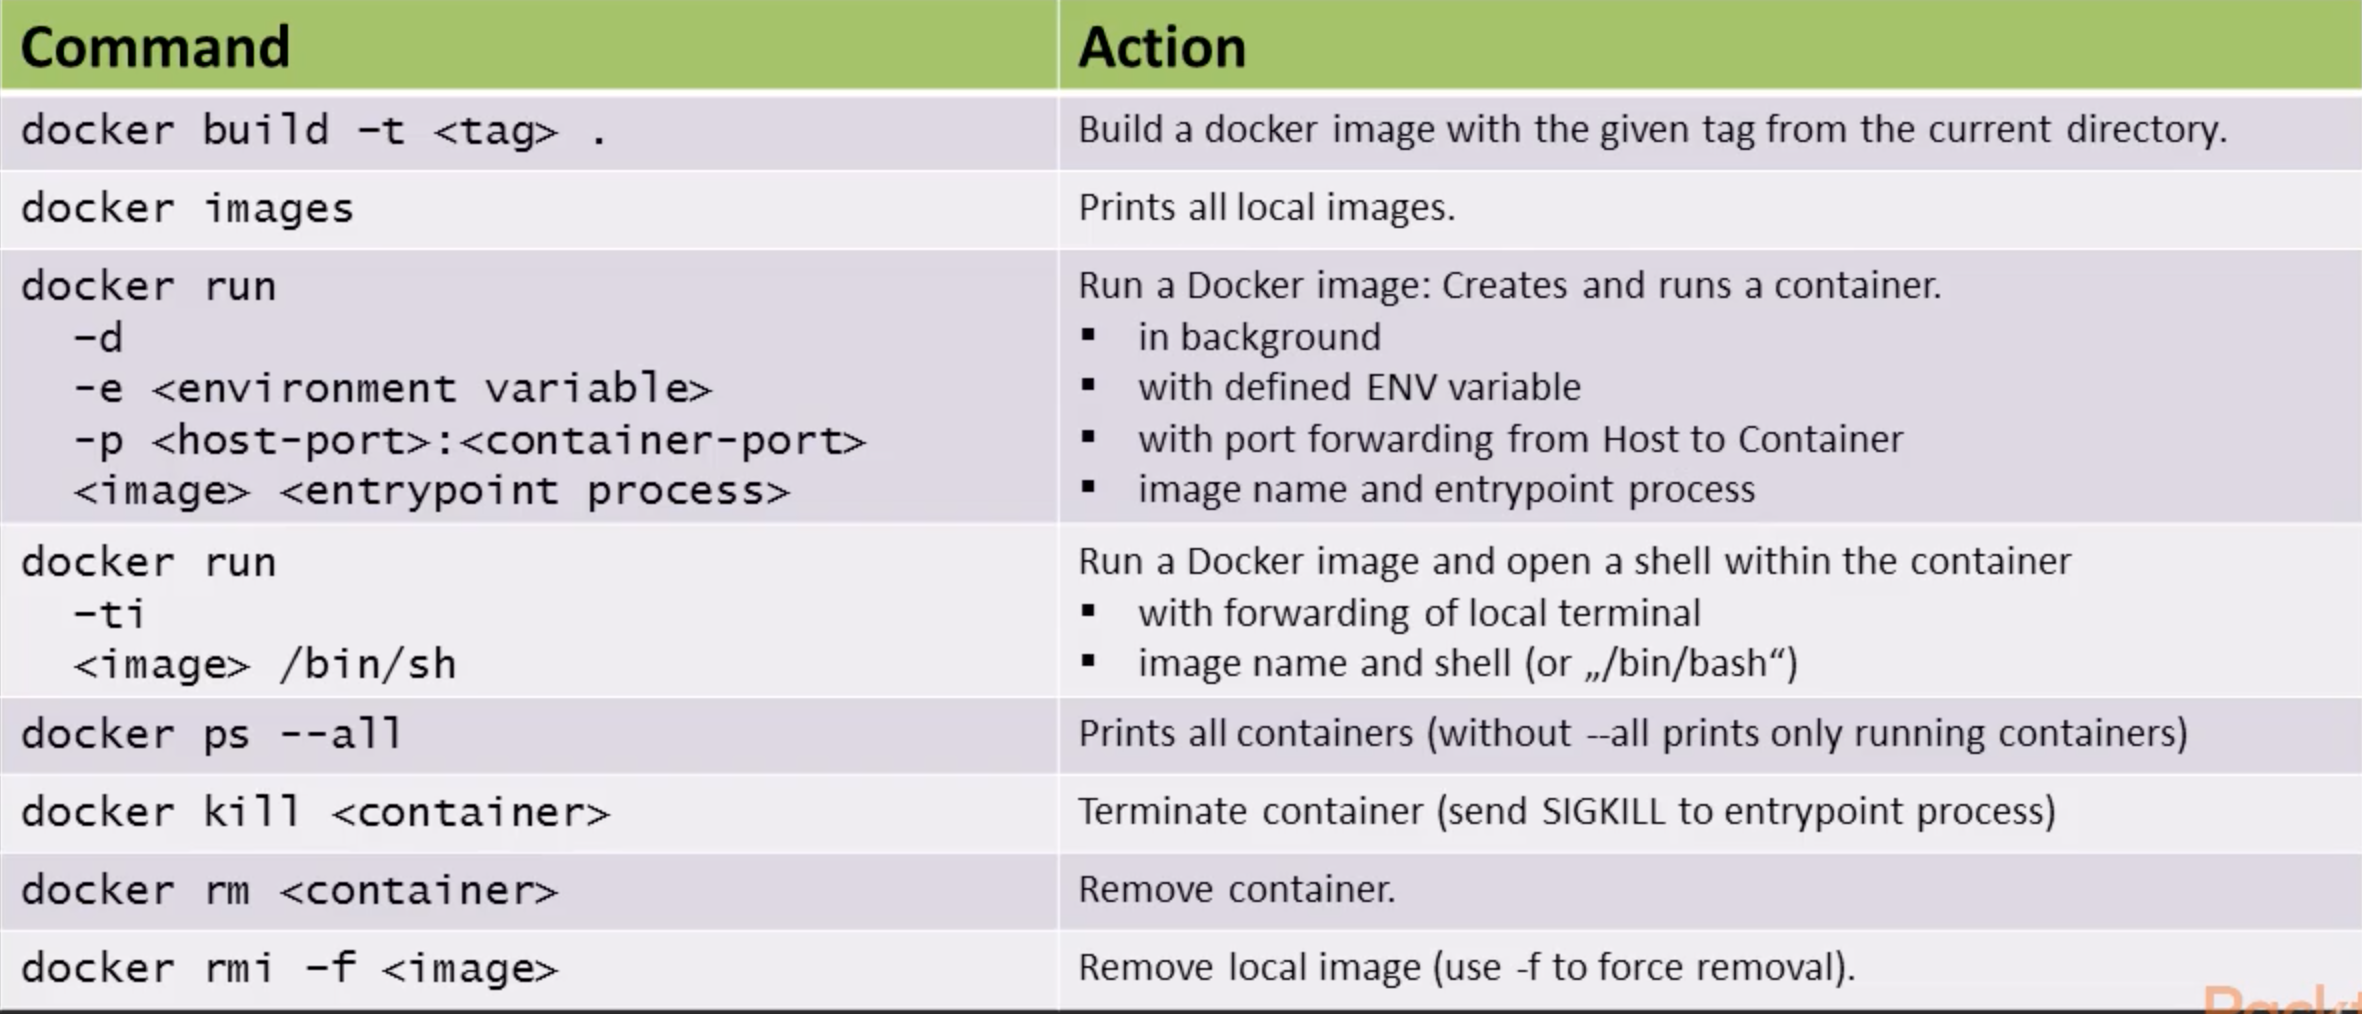 Command
Action
docker build -t <tag> .
Build a docker image with the given tag from the current directory.
docker images
Prints all local images.
docker run
-d
-e <environment variable>
-p <host-port>:<container-port>
<image> <entrypoint process>
Run a Docker image: Creates and runs a container.
▪ in background
▪ with defined ENV variable
▪ with port forwarding from Host to Container
▪ image name and entrypoint process
docker run
-ti
<image> /bin/sh
Run a Docker image and open a shell within the container
▪ with forwarding of local terminal
▪ image name and shell (or „/bin/bash“)
docker ps --all
Prints all containers (without --all prints only running containers)
docker kill <container>
Terminate container (send SIGKILL to entrypoint process)
docker rm <container>
Remove container.
docker rmi -f <image>
Remove local image (use -f to force removal).